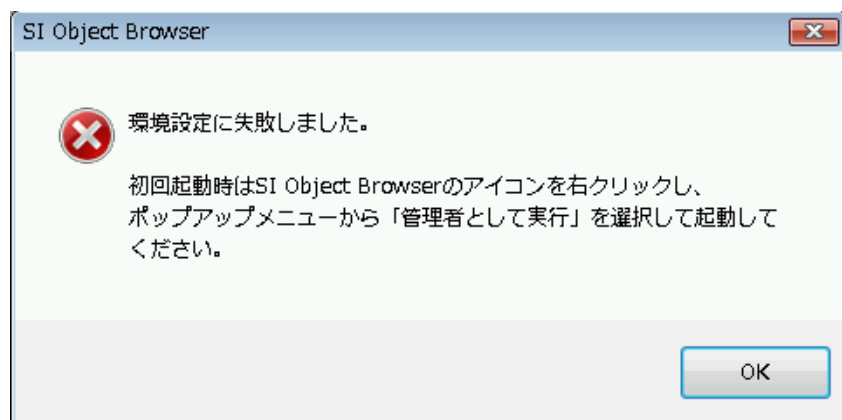 SI Object Browser
環境設定に失敗しました。
初回起動時はSI Object Browserのアイコンを右クリックし、
ポップアップメニューから「管理者として実行」を選択して起動して
ください。
OK